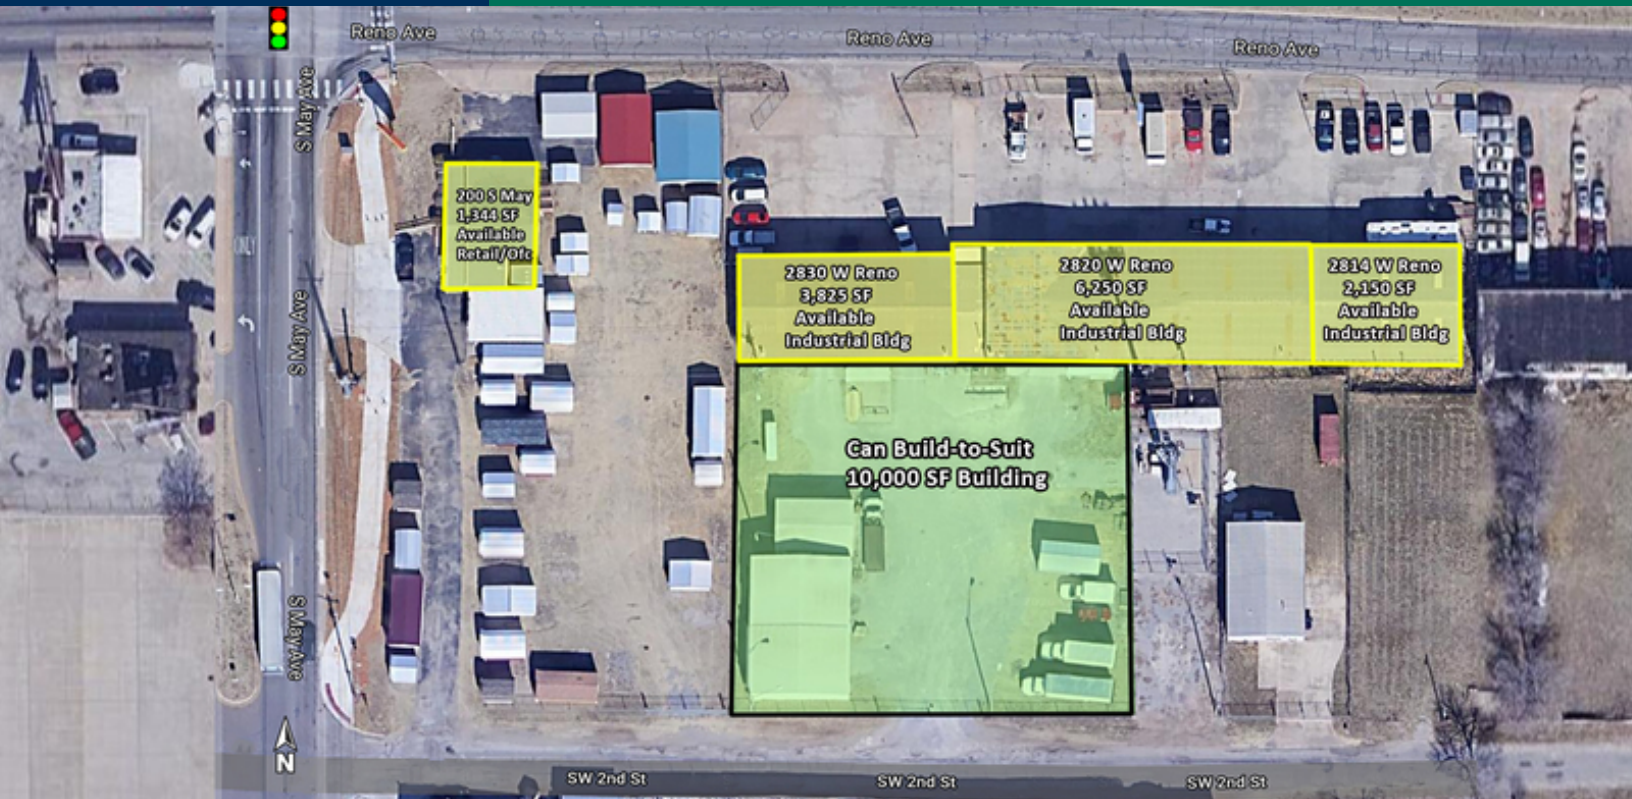 Reno Ave
Reno Ave
Reno Ave
S May Ave
200 S May
1,344 SF
Available
Retail/Ofc
ONLY
2830 W Reno
3,825 SF
Available
Industrial Bldg
2820 W Reno
6,250 SF
Available
Industrial Bldg
2814 W Reno
2,150 SF
Available
Industrial Bldg
S May Ave
Can Build-to-Suit
10,000 SF Building
S May Ave
N
SW 2nd St
SW 2nd St
SW 2nd St